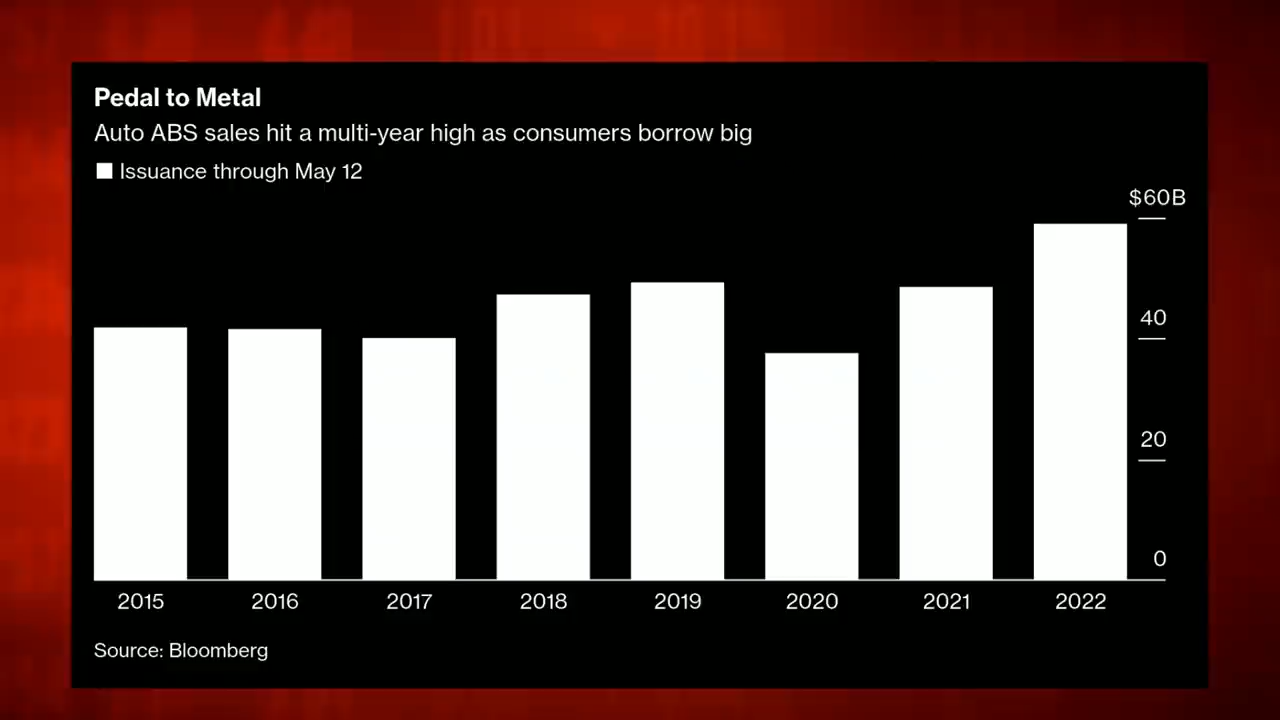 Pedal to Metal
Auto ABS sales hit a multi-year high as consumers borrow big
Issuance through May 12
$60B
40
20
0
2015 2016 2017 2018 2019 2020 2021 2022
Source: Bloomberg